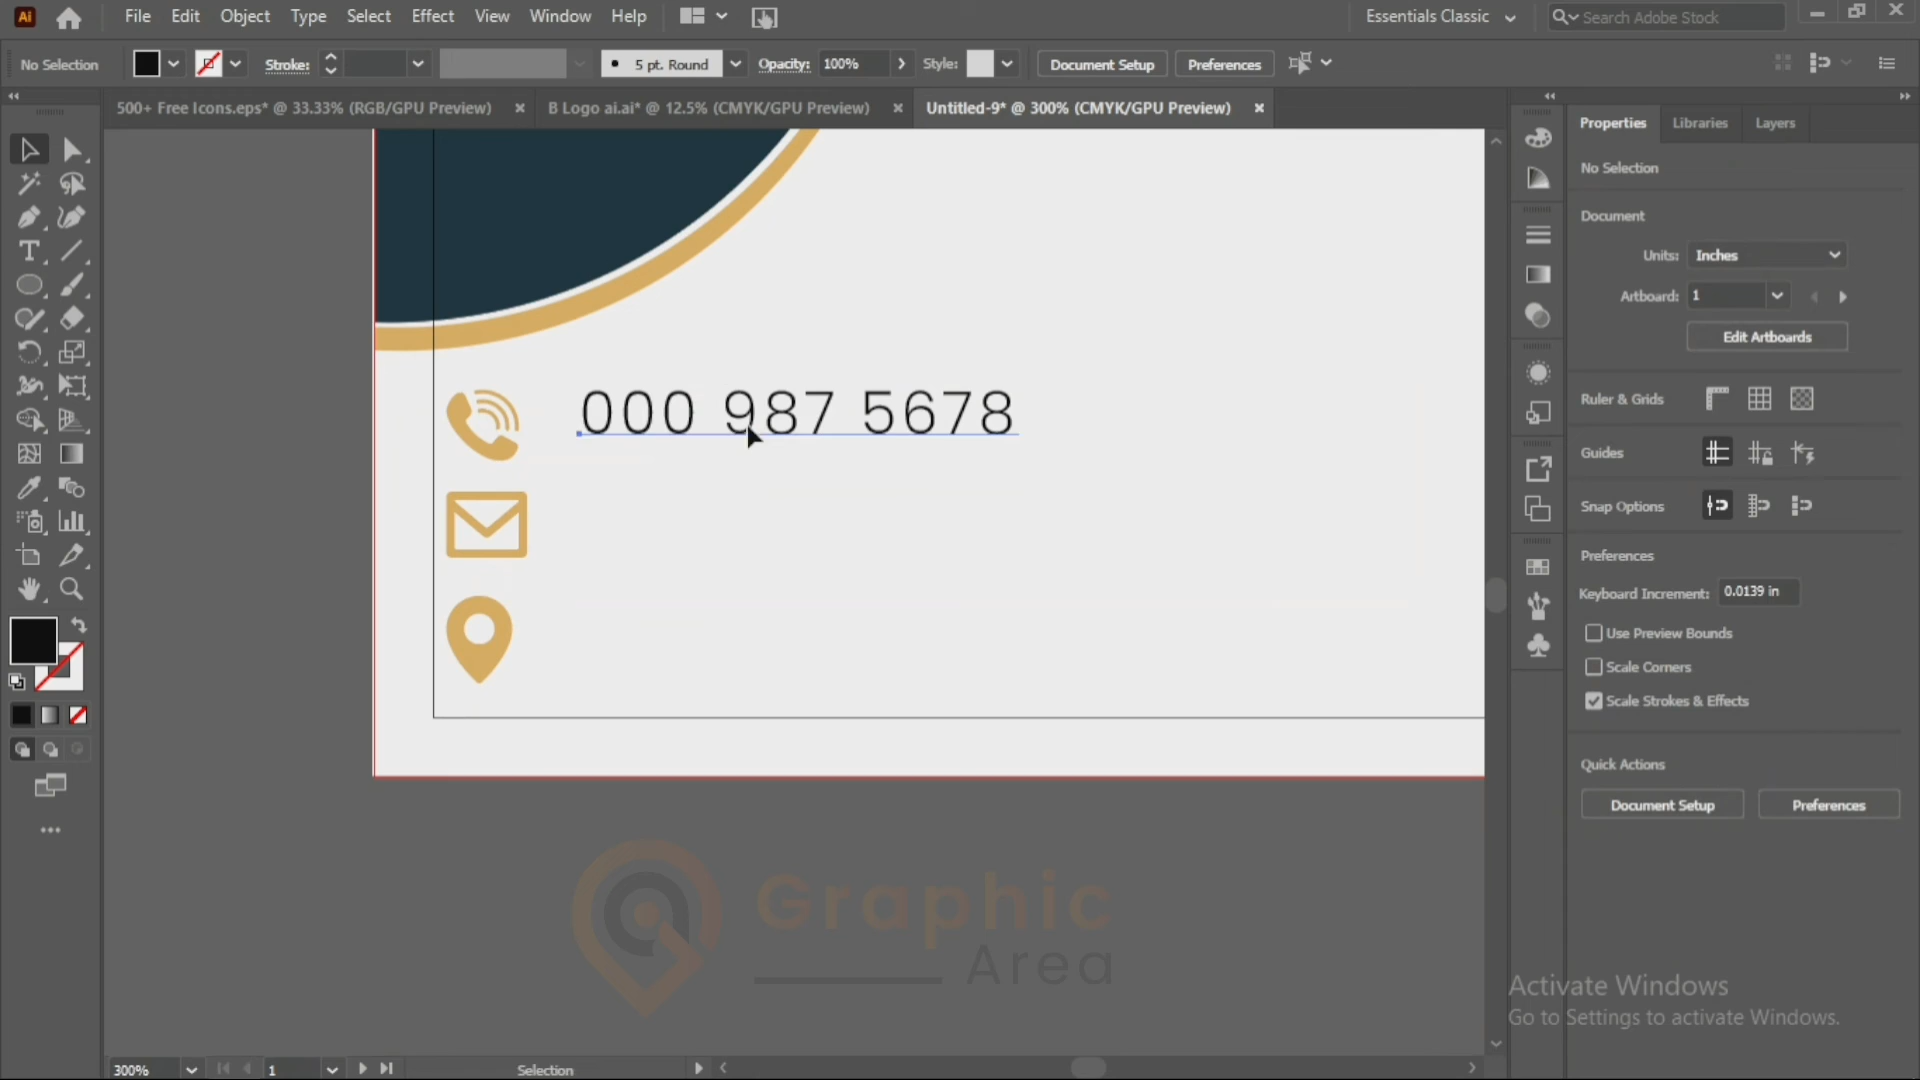 Ai File Edit Object Type Select Effect View Window Help Essentials Classic Search Adobe Stock
No Selection Stroke: 5 pt. Round Opacity: 100% Style: Document Setup Preferences
500+ Free Icons.eps* @ 33.33% (RGB/GPU Preview) × B Logo ai.ai* @ 12.5% (CMYK/GPU Preview) × Untitled-9* @ 300% (CMYK/GPU Preview) ×
Properties Libraries Layers
No Selection
Document
Units: Inches
Artboard: 1
Edit Artboards
Ruler & Grids
Guides
Snap Options
Preferences
Keyboard Increment: 0.0139 in
Use Preview Bounds
Scale Corners
Scale Strokes & Effects
Quick Actions
Document Setup Preferences
000 987 5678
Graphic
Area
Activate Windows
Go to Settings to activate Windows.
300% 1 Selection